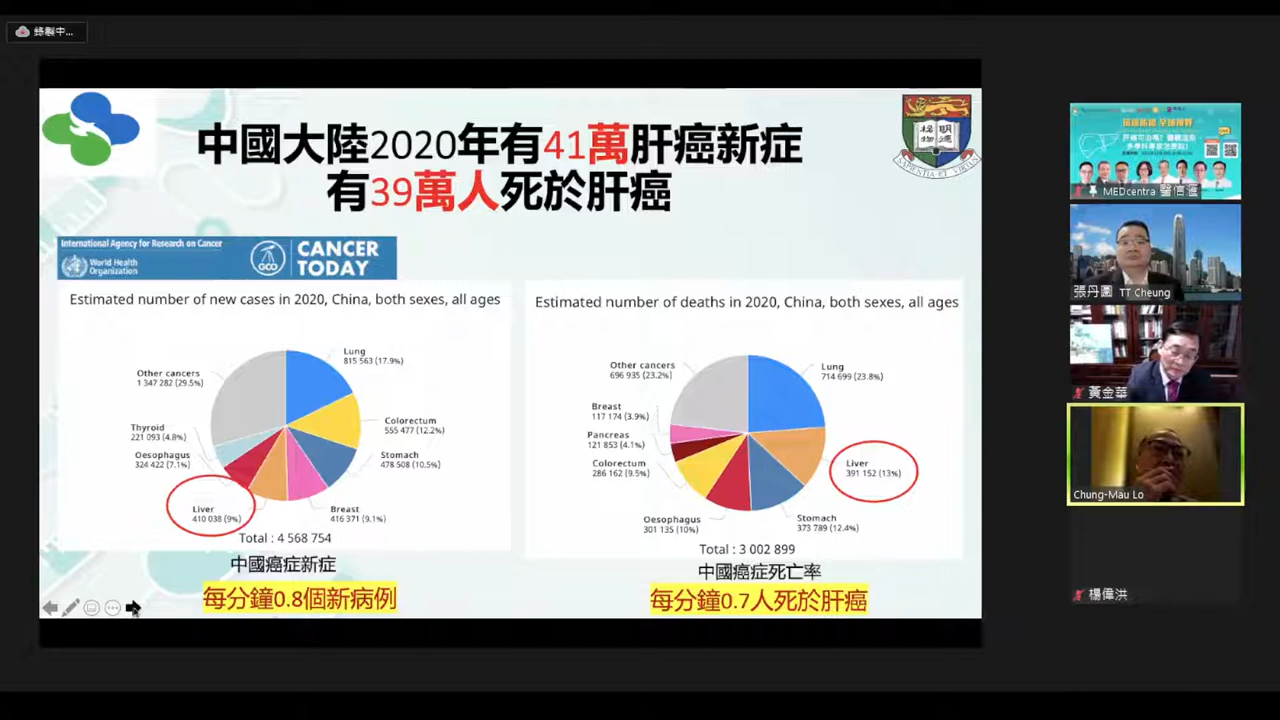 錄製中...
中國大陸2020年有41萬肝癌新症
有39萬人死於肝癌
SAPIENTIA ET VIRTUS
International Agency for Research on Cancer
World Health
Organization
GCO
CANCER
TODAY
Estimated number of new cases in 2020, China, both sexes, all ages
Lung
815 563 (17.9%)
Other cancers
1 347 282 (29.5%)
Colorectum
555 477 (12.2%)
Thyroid
221 093 (4.8%)
Oesophagus
324 422 (7.1%)
Stomach
478 508 (10.5%)
Liver
410 038 (9%)
Breast
416 371 (9.1%)
Total : 4 568 754
中國癌症新症
每分鐘0.8個新病例
Estimated number of deaths in 2020, China, both sexes, all ages
Other cancers
696 935 (23.2%)
Lung
714 699 (23.8%)
Breast
117 174 (3.9%)
Pancreas
121 853 (4.1%)
Colorectum
286 162 (9.5%)
Liver
391 152 (13%)
Oesophagus
301 135 (10%)
Stomach
373 789 (12.4%)
Total : 3 002 899
中國癌症死亡率
每分鐘0.7人死於肝癌
MEDcentra 醫信滙
張丹圖 TT Cheung
黃金華
Chung-Mau Lo
楊偉洪